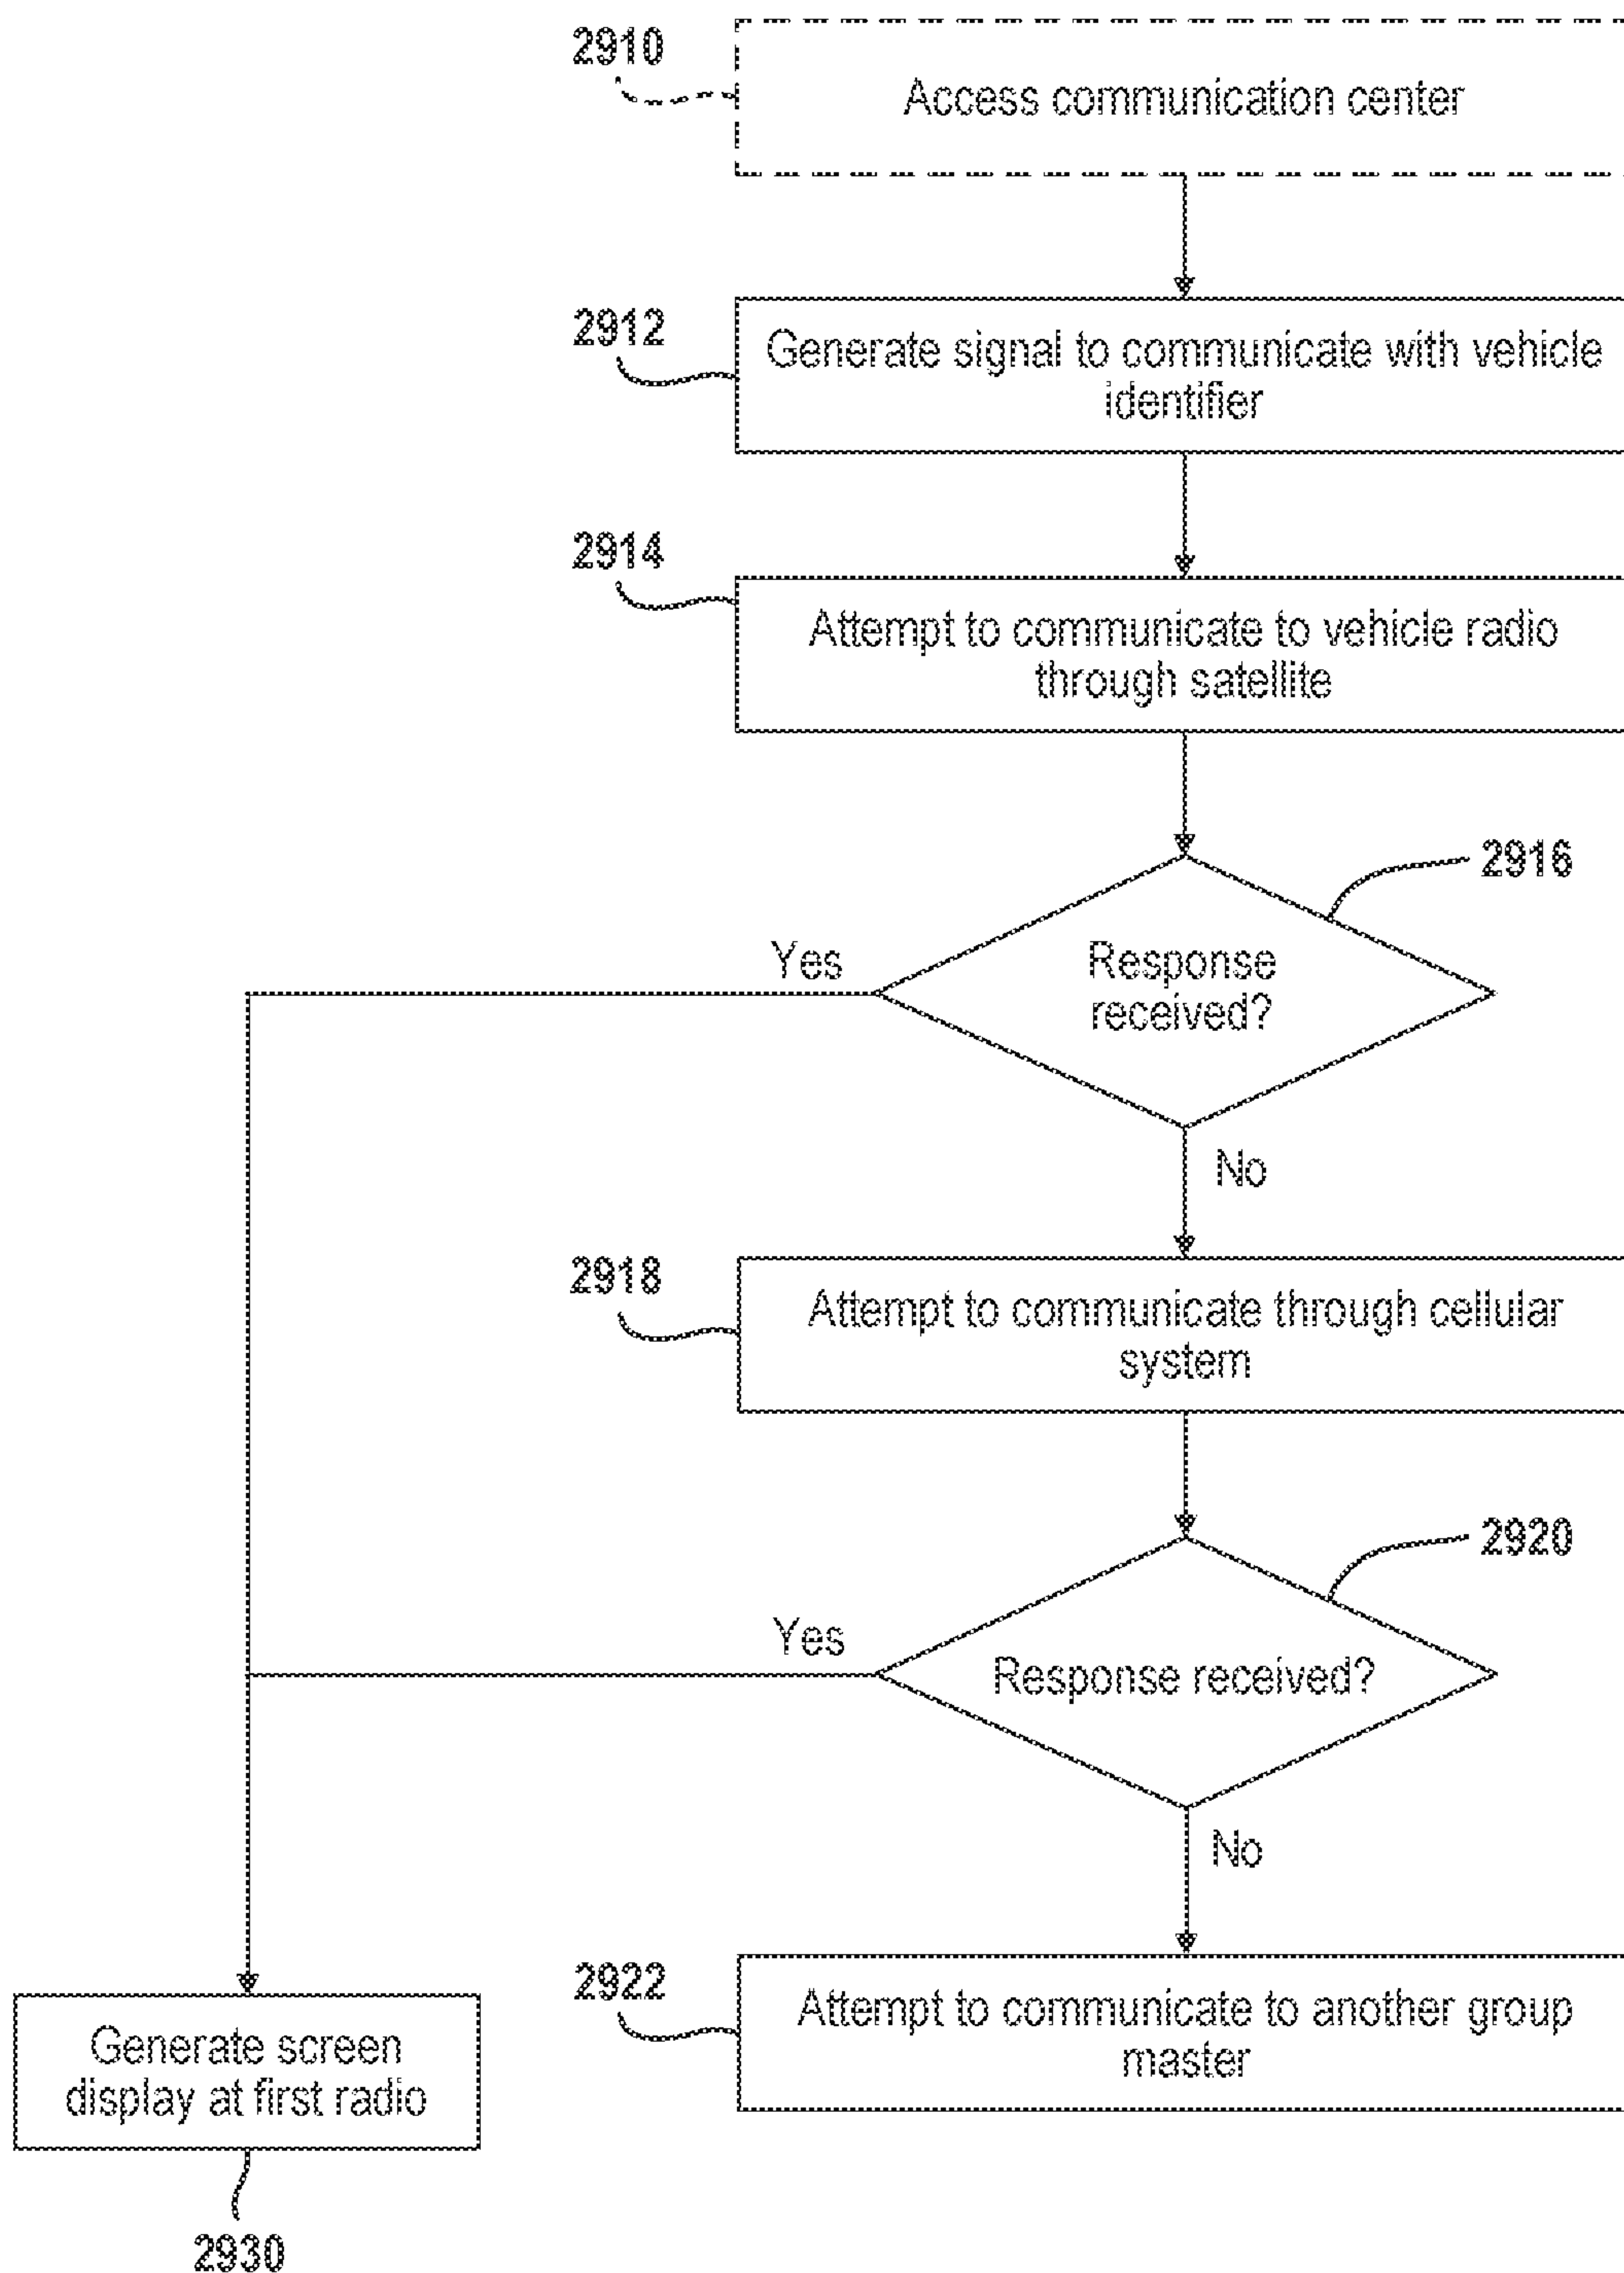 2910
Access communication center
2912
Generate signal to communicate with vehicle
identifier
2914
Attempt to communicate to vehicle radio
through satellite
2916
Yes
Response
received?
No
2918
Attempt to communicate through cellular
system
2920
Yes
Response received?
No
2922
Attempt to communicate to another group
master
Generate screen
display at first radio
2930